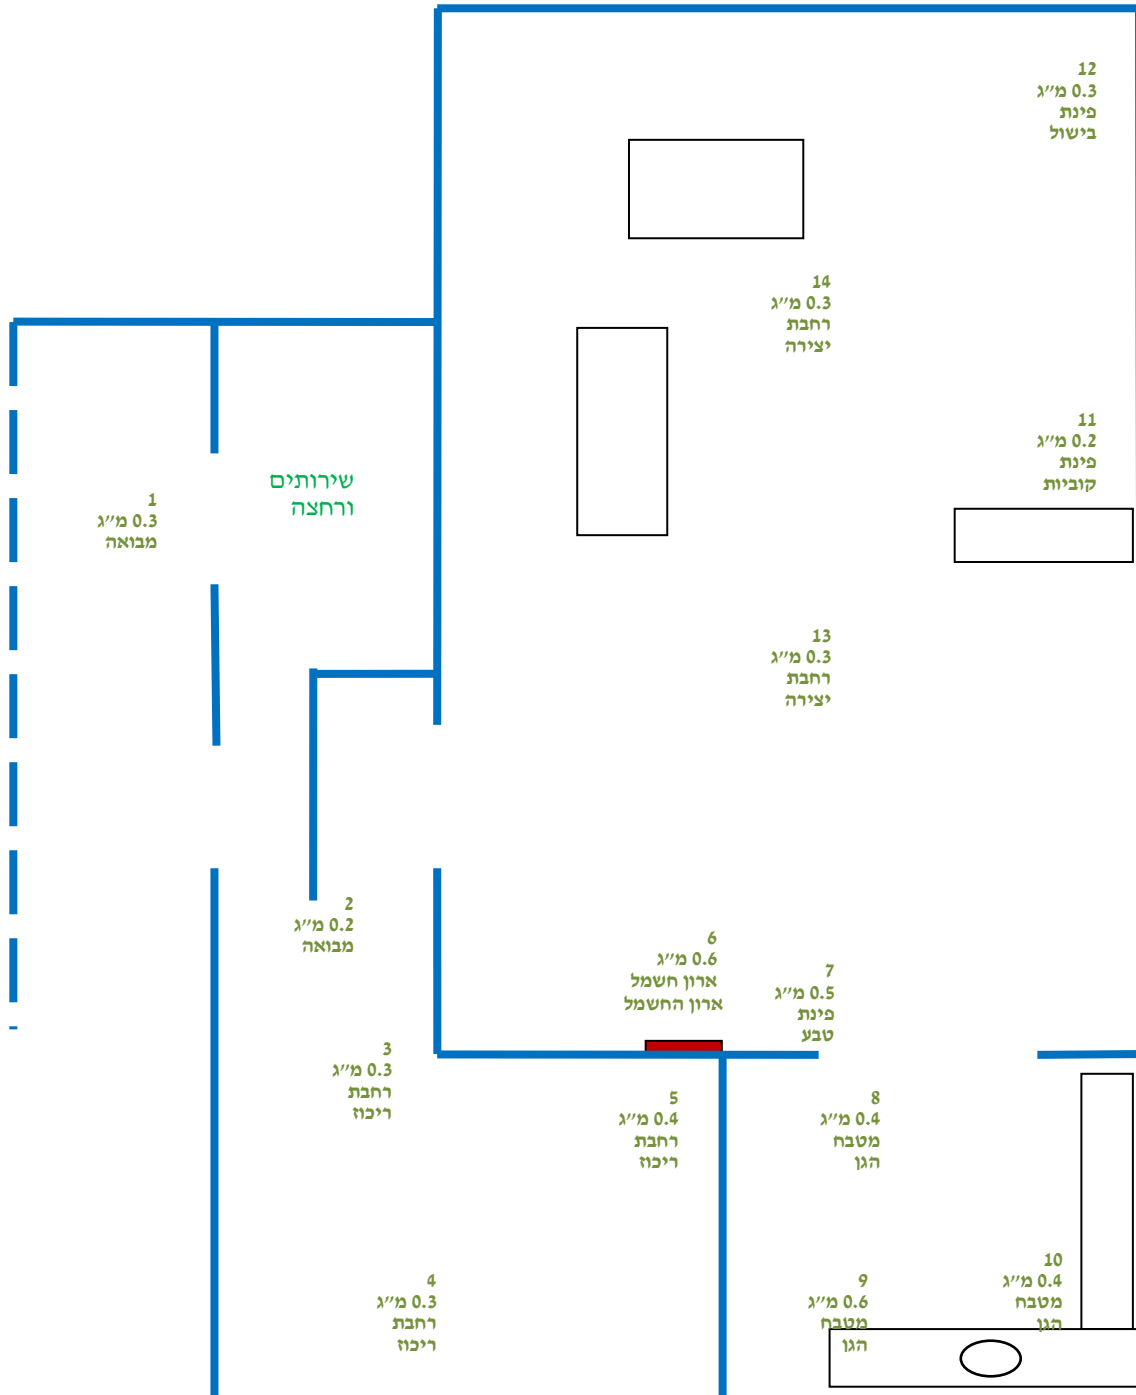 12
0.3 מ״ג
פינת
בישול
14
0.3 מ״ג
רחבת
יצירה
11
0.2 מ״ג
פינת
קוביות
שירותים
ורחצה
1
0.3 מ״ג
מבואה
13
0.3 מ״ג
רחבת
יצירה
2
0.2 מ״ג
מבואה
6
0.6 מ״ג
ארון חשמל
ארון החשמל
7
0.5 מ״ג
פינת
טבע
3
0.3 מ״ג
רחבת
ריכוז
5
0.4 מ״ג
רחבת
ריכוז
8
0.4 מ״ג
מטבח
הגן
10
0.4 מ״ג
מטבח
הגן
9
0.6 מ״ג
מטבח
הגן
4
0.3 מ״ג
רחבת
ריכוז